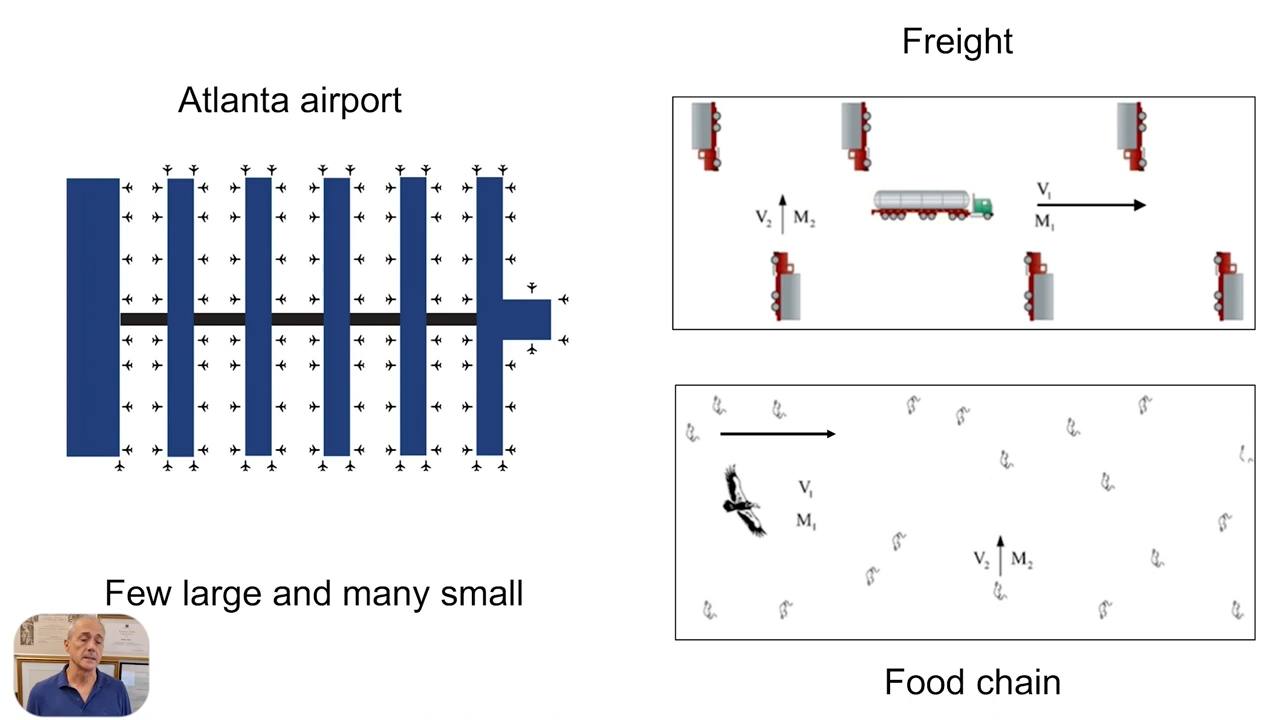 Atlanta airport
Few large and many small
Freight
V1
M1
V2 M2
V1
M1
V2 M2
Food chain